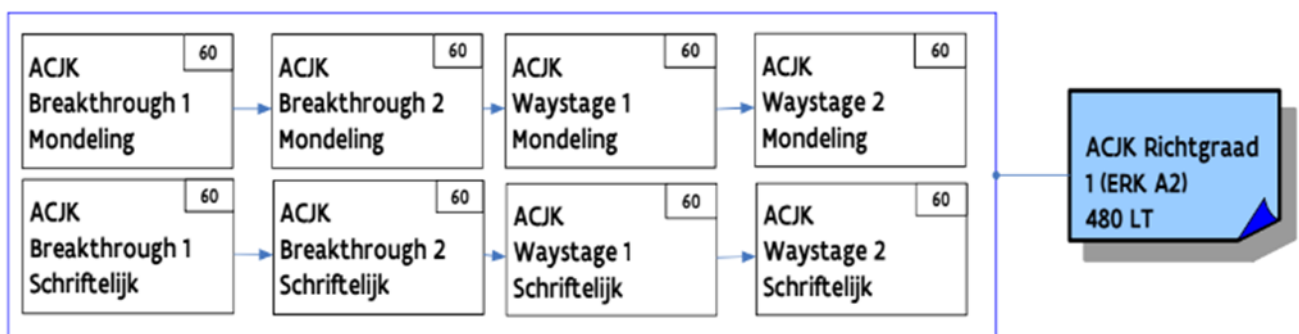 60
ACJK
Breakthrough 1
Mondeling
60
ACJK
Breakthrough 2
Mondeling
60
ACJK
Waystage 1
Mondeling
60
ACJK
Waystage 2
Mondeling
60
ACJK
Breakthrough 1
Schriftelijk
60
ACJK
Breakthrough 2
Schriftelijk
60
ACJK
Waystage 1
Schriftelijk
60
ACJK
Waystage 2
Schriftelijk
ACJK Richtgraad
1 (ERK A2)
480 LT